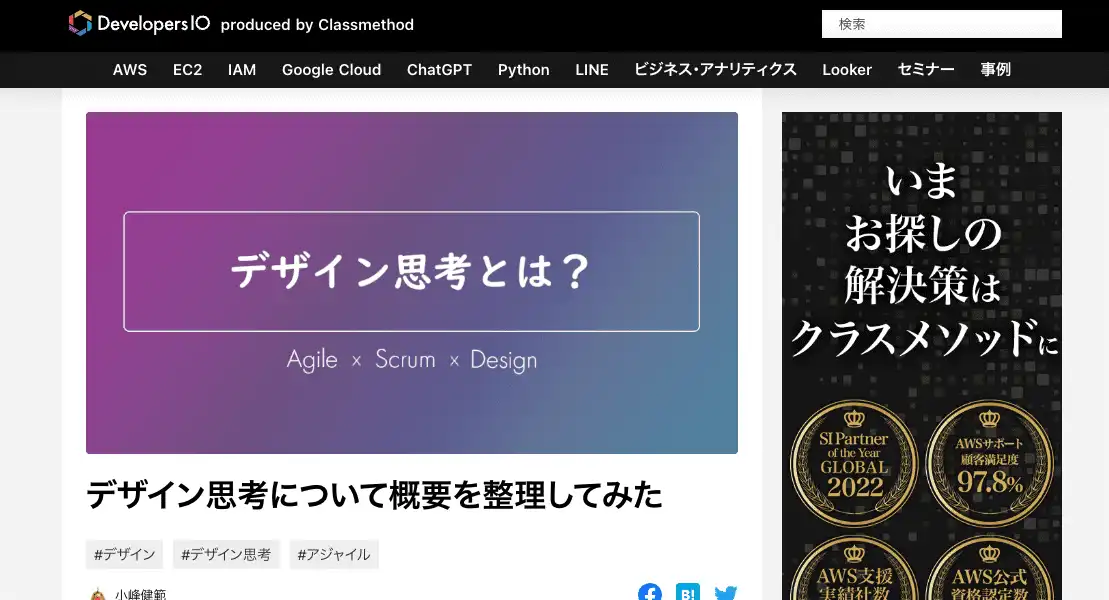 DevelopersIO produced by Classmethod
検索
AWS EC2 IAM Google Cloud ChatGPT Python LINE ビジネス・アナリティクス Looker セミナー 事例
デザイン思考とは？
Agile × Scrum × Design
デザイン思考について概要を整理してみた
#デザイン #デザイン思考 #アジャイル
小峰健範
B!
いま
お探しの
解決策は
クラスメソッドに
SI Partner
of the Year
GLOBAL
2022
AWSサポート
顧客満足度
97.8%
AWS支援
実績社数
AWS公式
資格認定数